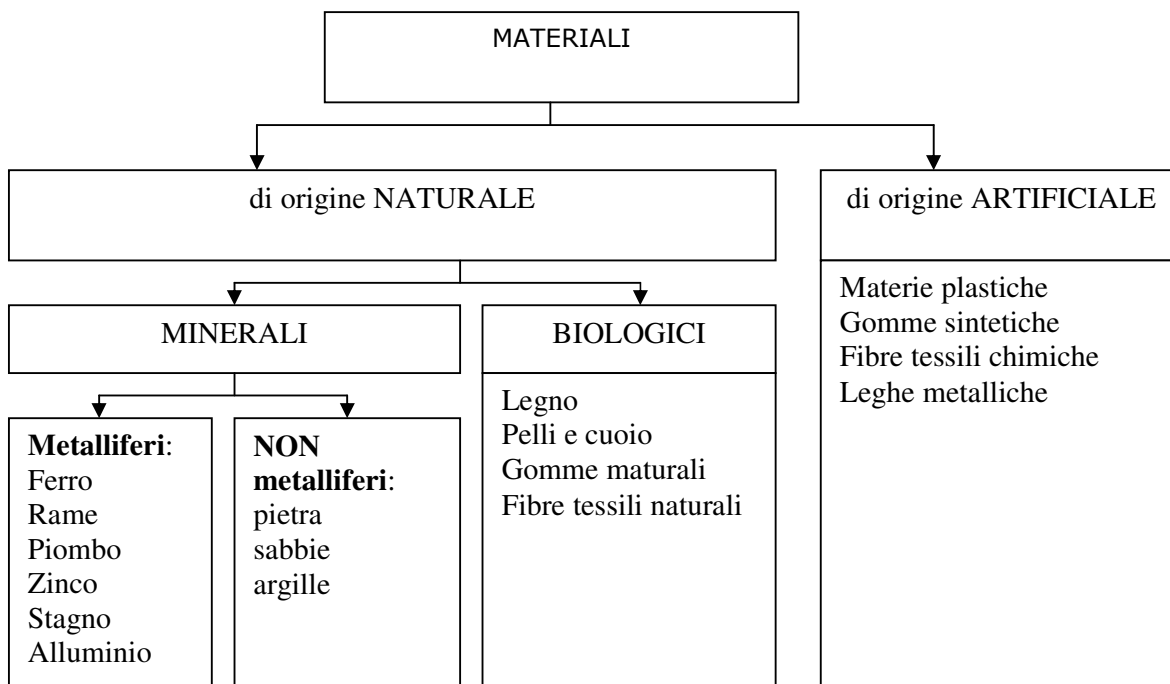 MATERIALI
di origine NATURALE
di origine ARTIFICIALE
Materie plastiche
Gomme sintetiche
Fibre tessili chimiche
Leghe metalliche
MINERALI
BIOLOGICI
Legno
Pelli e cuoio
Gomme maturali
Fibre tessili naturali
Metalliferi:
Ferro
Rame
Piombo
Zinco
Stagno
Alluminio
NON
metalliferi:
pietra
sabbie
argille